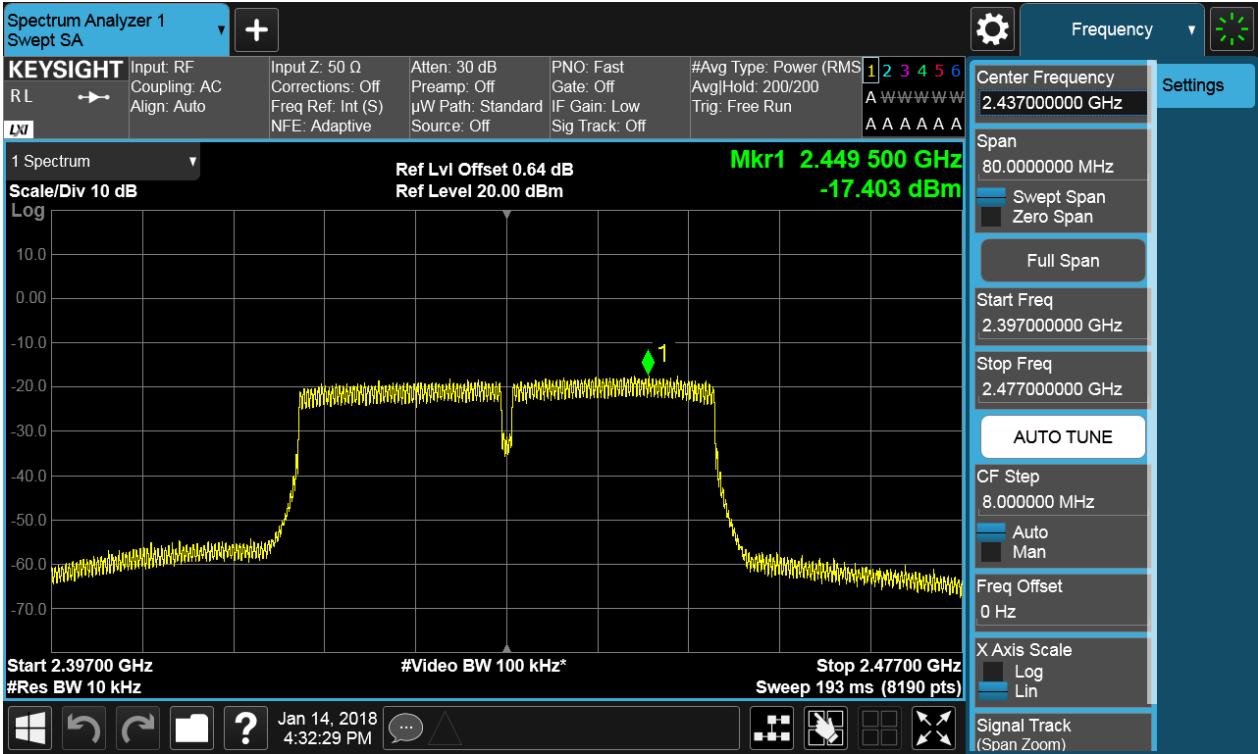 Spectrum Analyzer 1
Swept SA
+
Frequency
KEYSIGHT
R L
LXI
Input: RF
Coupling: AC
Align: Auto
Input Z: 50 Ω
Corrections: Off
Freq Ref: Int (S)
NFE: Adaptive
Atten: 30 dB
Preamp: Off
µW Path: Standard
Source: Off
PNO: Fast
Gate: Off
IF Gain: Low
Sig Track: Off
#Avg Type: Power (RMS
Avg|Hold: 200/200
Trig: Free Run
1 2 3 4 5 6
A W W W W W
A A A A A A
1 Spectrum
Scale/Div 10 dB
Log
Ref Lvl Offset 0.64 dB
Ref Level 20.00 dBm
Mkr1 2.449 500 GHz
-17.403 dBm
10.0
0.00
-10.0
-20.0
-30.0
-40.0
-50.0
-60.0
-70.0
1
Start 2.39700 GHz
#Res BW 10 kHz
#Video BW 100 kHz*
Stop 2.47700 GHz
Sweep 193 ms (8190 pts)
Center Frequency
2.437000000 GHz
Span
80.0000000 MHz
Swept Span
Zero Span
Full Span
Start Freq
2.397000000 GHz
Stop Freq
2.477000000 GHz
AUTO TUNE
CF Step
8.000000 MHz
Auto
Man
Freq Offset
0 Hz
X Axis Scale
Log
Lin
Signal Track
(Span Zoom)
Settings
?
Jan 14, 2018
4:32:29 PM